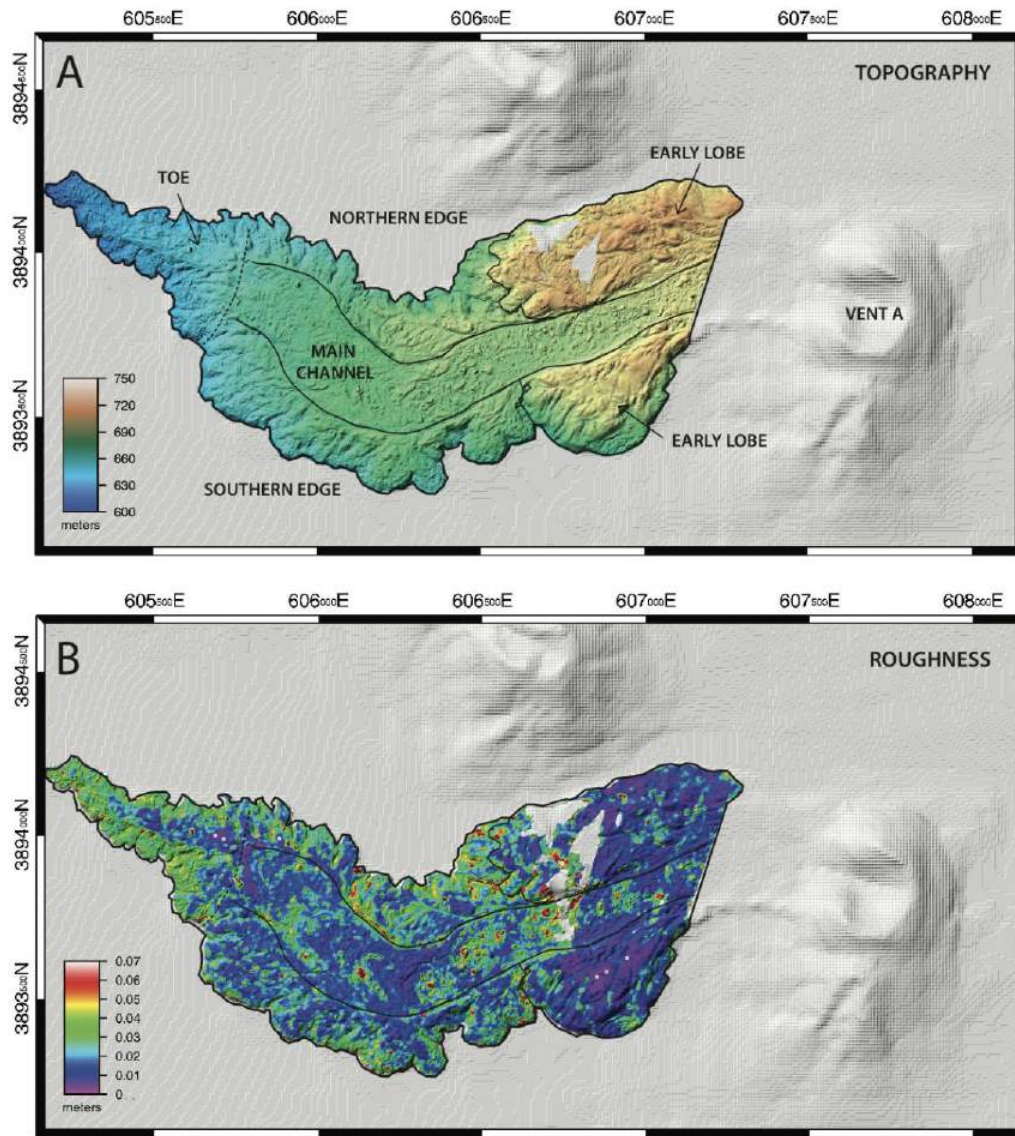 605500E 606000E 606500E 607000E 607500E 608000E
A
TOPOGRAPHY
3894500N
EARLY LOBE
TOE
NORTHERN EDGE
3894000N
VENT A
MAIN
CHANNEL
750
720
690
660
630
600
meters
3893500N
EARLY LOBE
SOUTHERN EDGE
605500E 606000E 606500E 607000E 607500E 608000E
B
ROUGHNESS
3894500N
3894000N
0.07
0.06
0.05
0.04
0.03
0.02
0.01
0
meters
3893500N